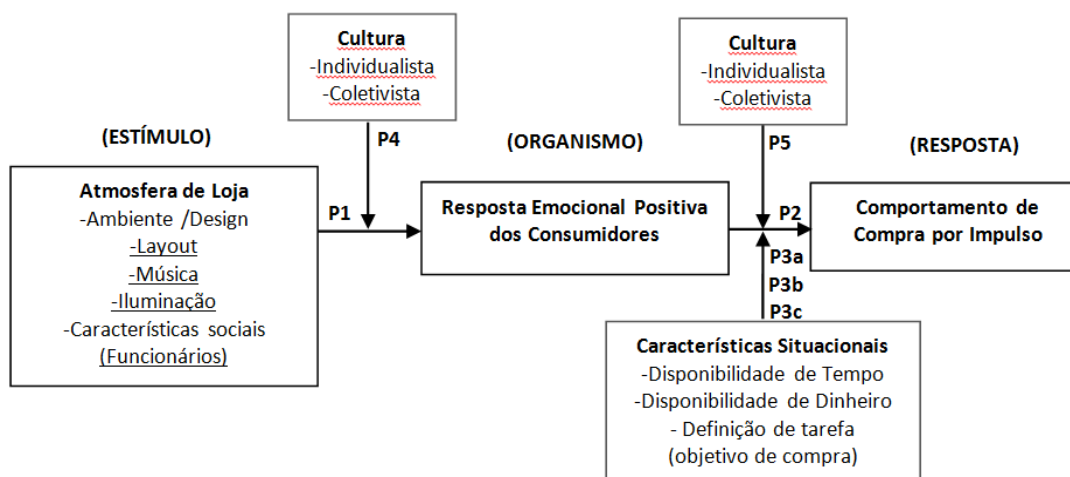 Cultura
-Individualista
-Coletivista
Cultura
-Individualista
-Coletivista
(ESTÍMULO)
P4
(ORGANISMO)
P5
(RESPOSTA)
Atmosfera de Loja
-Ambiente /Design
-Layout
-Música
-Iluminação
-Características sociais
(Funcionários)
P1
Resposta Emocional Positiva
dos Consumidores
P2
P3a
P3b
P3c
Comportamento de
Compra por Impulso
Características Situacionais
-Disponibilidade de Tempo
-Disponibilidade de Dinheiro
- Definição de tarefa
(objetivo de compra)